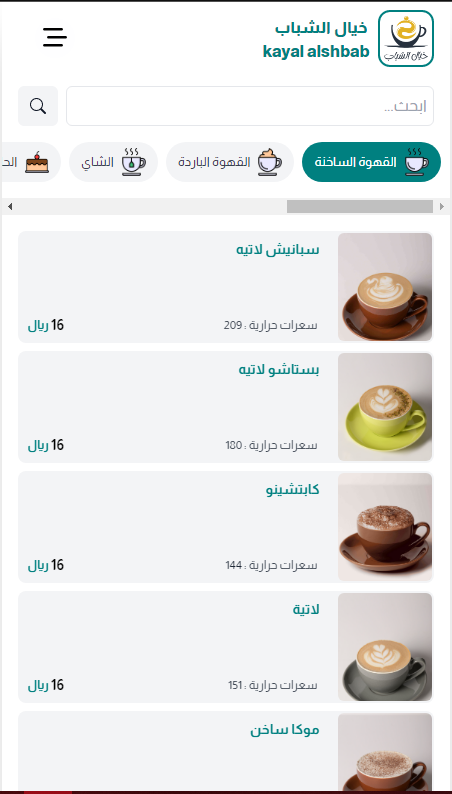 خيال الشباب
kayal alshbab
خيال الشباب
ابحث...
القهوة الساخنة
القهوة الباردة
الشاي
الح
سبانيش لاتيه
سعرات حرارية : 209
16 ريال
بستاشو لاتيه
سعرات حرارية : 180
16 ريال
كابتشينو
سعرات حرارية : 144
16 ريال
لاتية
سعرات حرارية : 151
16 ريال
موكا ساخن